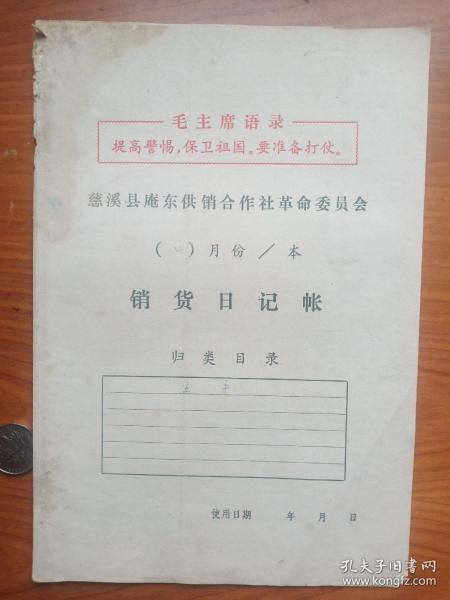 毛主席语录
提高警惕，保卫祖国。要准备打仗。
慈溪县庵东供销合作社革命委员会
（ ）月份 / 本
销货日记帐
归类目录
使用日期 年 月 日
孔夫子旧书网
www.kongfz.com